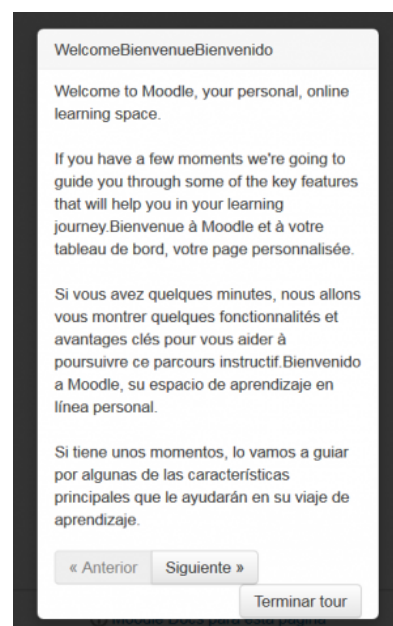 WelcomeBienvenueBienvenido
Welcome to Moodle, your personal, online
learning space.
If you have a few moments we're going to
guide you through some of the key features
that will help you in your learning
journey.Bienvenue à Moodle et à votre
tableau de bord, votre page personnalisée.
Si vous avez quelques minutes, nous allons
vous montrer quelques fonctionnalités et
avantages clés pour vous aider à
poursuivre ce parcours instructif.Bienvenido
a Moodle, su espacio de aprendizaje en
línea personal.
Si tiene unos momentos, lo vamos a guiar
por algunas de las características
principales que le ayudarán en su viaje de
aprendizaje.
« Anterior Siguiente »
Terminar tour
Moodle Docs para esta página